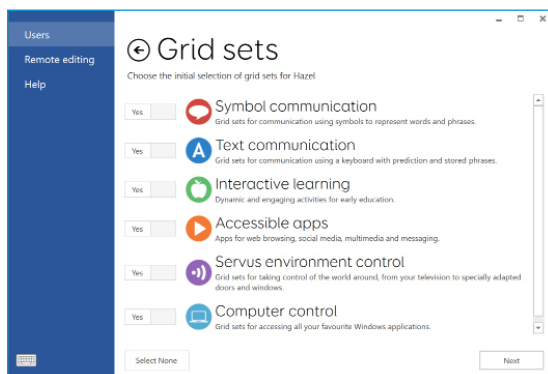 Users
Remote editing
Help
Grid sets
Choose the initial selection of grid sets for Hazel
Yes
Symbol communication
Grid sets for communication using symbols to represent words and phrases.
Yes
A
Text communication
Grid sets for communication using a keyboard with prediction and stored phrases.
Yes
Interactive learning
Dynamic and engaging activities for early education.
Yes
Accessible apps
Apps for web browsing, social media, multimedia and messaging.
Yes
Servus environment control
Grid sets for taking control of the world around, from your television to specially adapted
doors and windows.
Yes
Computer control
Grid sets for accessing all your favourite Windows applications.
Select None
Next